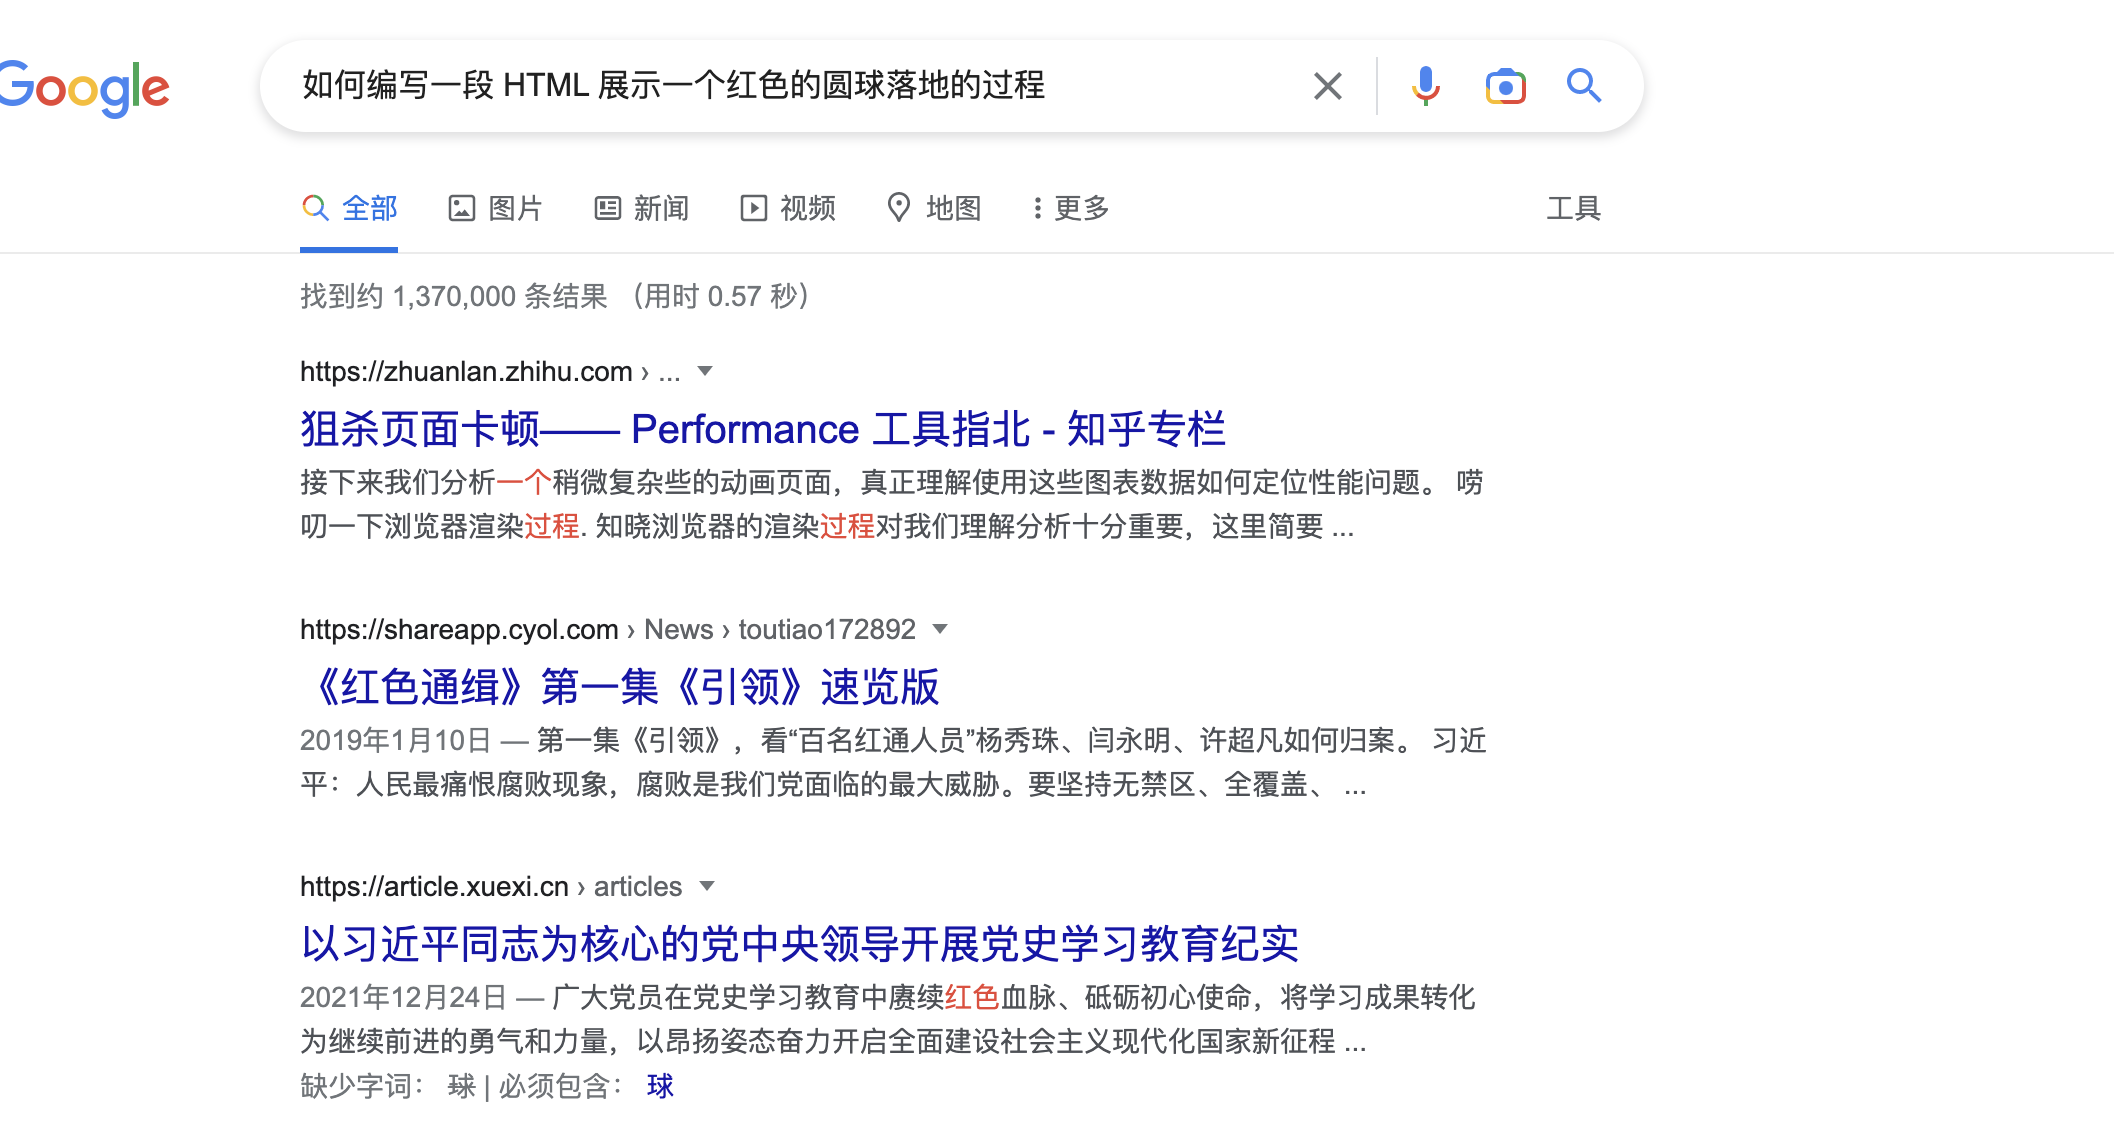 Google
如何编写一段 HTML 展示一个红色的圆球落地的过程
全部 图片 新闻 视频 地图 更多 工具
找到约 1,370,000 条结果 （用时 0.57 秒）
https://zhuanlan.zhihu.com › ...
狙杀页面卡顿—— Performance 工具指北 - 知乎专栏
接下来我们分析一个稍微复杂些的动画页面，真正理解使用这些图表数据如何定位性能问题。 唠
叨一下浏览器渲染过程. 知晓浏览器的渲染过程对我们理解分析十分重要，这里简要 ...
https://shareapp.cyol.com › News › toutiao172892
《红色通缉》第一集《引领》速览版
2019年1月10日 — 第一集《引领》，看“百名红通人员”杨秀珠、闫永明、许超凡如何归案。 习近
平：人民最痛恨腐败现象，腐败是我们党面临的最大威胁。要坚持无禁区、全覆盖、 ...
https://article.xuexi.cn › articles
以习近平同志为核心的党中央领导开展党史学习教育纪实
2021年12月24日 — 广大党员在党史学习教育中赓续红色血脉、砥砺初心使命，将学习成果转化
为继续前进的勇气和力量，以昂扬姿态奋力开启全面建设社会主义现代化国家新征程 ...
缺少字词： 球 | 必须包含： 球